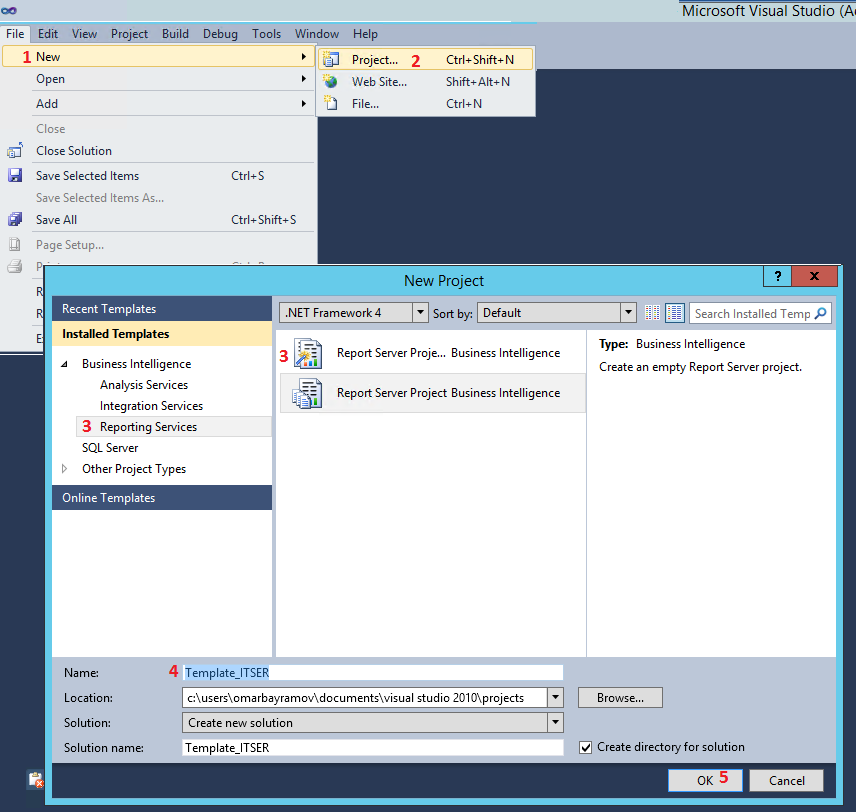 Microsoft Visual Studio (A
File Edit View Project Build Debug Tools Window Help
1 New
Project... 2 Ctrl+Shift+N
Open
Web Site... Shift+Alt+N
Add
File... Ctrl+N
Close
Close Solution
Save Selected Items Ctrl+S
Save Selected Items As...
Save All Ctrl+Shift+S
Page Setup...
New Project
? X
Recent Templates
.NET Framework 4 Sort by: Default
Search Installed Temp
Installed Templates
Business Intelligence
Analysis Services
Integration Services
3 Reporting Services
SQL Server
Other Project Types
Online Templates
3 Report Server Proje... Business Intelligence
Report Server Project Business Intelligence
Type: Business Intelligence
Create an empty Report Server project.
Name: 4 Template_ITSER
Location: c:\users\omarbayramov\documents\visual studio 2010\projects Browse...
Solution: Create new solution
Solution name: Template_ITSER Create directory for solution
OK 5 Cancel